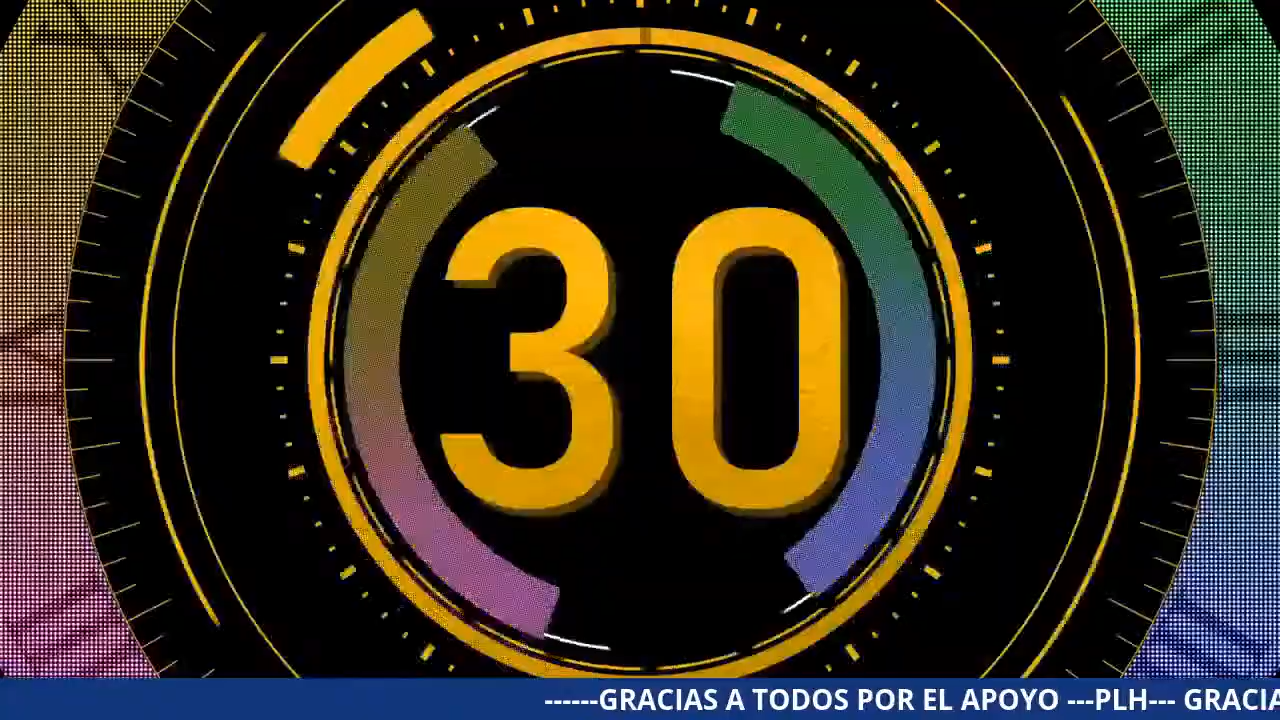 30
------GRACIAS A TODOS POR EL APOYO ---PLH--- GRACIA